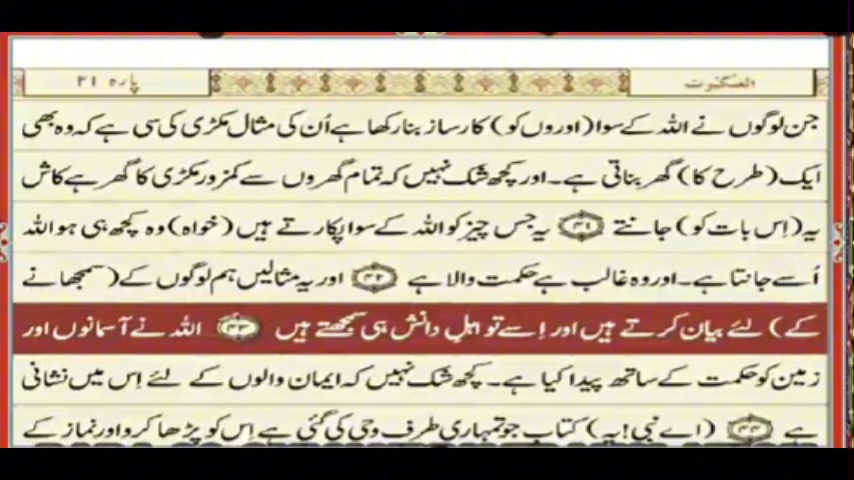 العنکبوت پارہ ۲۱
جن لوگوں نے اللہ کے سوا (اوروں کو) کارساز بنا رکھا ہے اُن کی مثال مکڑی کی سی ہے کہ وہ بھی
ایک (طرح کا) گھر بناتی ہے۔ اور کچھ شک نہیں کہ تمام گھروں سے کمزور مکڑی کا گھر ہے کاش
یہ (اِس بات کو) جانتے ﴿۴۱﴾ یہ جس چیز کو اللہ کے سوا پکارتے ہیں (خواہ) وہ کچھ ہی ہو اللہ
اُسے جانتا ہے۔ اور وہ غالب ہے حکمت والا ہے ﴿۴۲﴾ اور یہ مثالیں ہم لوگوں کے (سمجھانے
کے) لئے بیان کرتے ہیں اور اِسے تو اہلِ دانش ہی سمجھتے ہیں ﴿۴۳﴾ اللہ نے آسمانوں اور
زمین کو حکمت کے ساتھ پیدا کیا ہے۔ کچھ شک نہیں کہ ایمان والوں کے لئے اِس میں نشانی
ہے ﴿۴۴﴾ (اے نبی! یہ) کتاب جو تمہاری طرف وحی کی گئی ہے اِس کو پڑھا کرو اور نماز کے